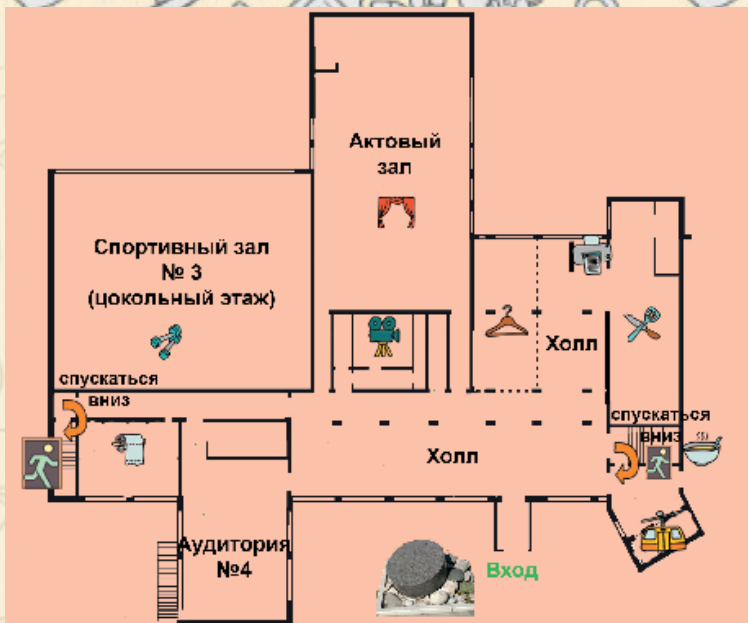 Актовый
зал
Спортивный зал
№ 3
(цокольный этаж)
Холл
спускаться
вниз
спускаться
вниз
Холл
Аудитория
№4
Вход